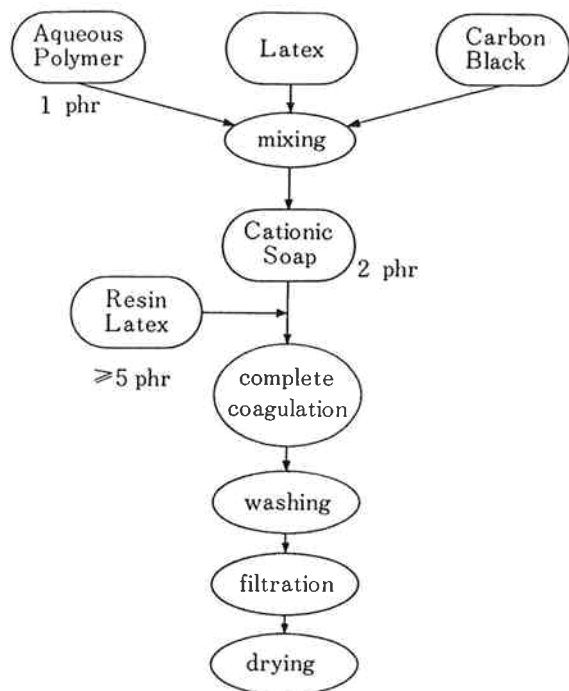 Aqueous
Polymer
Latex
Carbon
Black
1 phr
mixing
Cationic
Soap
2 phr
Resin
Latex
⩾5 phr
complete
coagulation
washing
filtration
drying